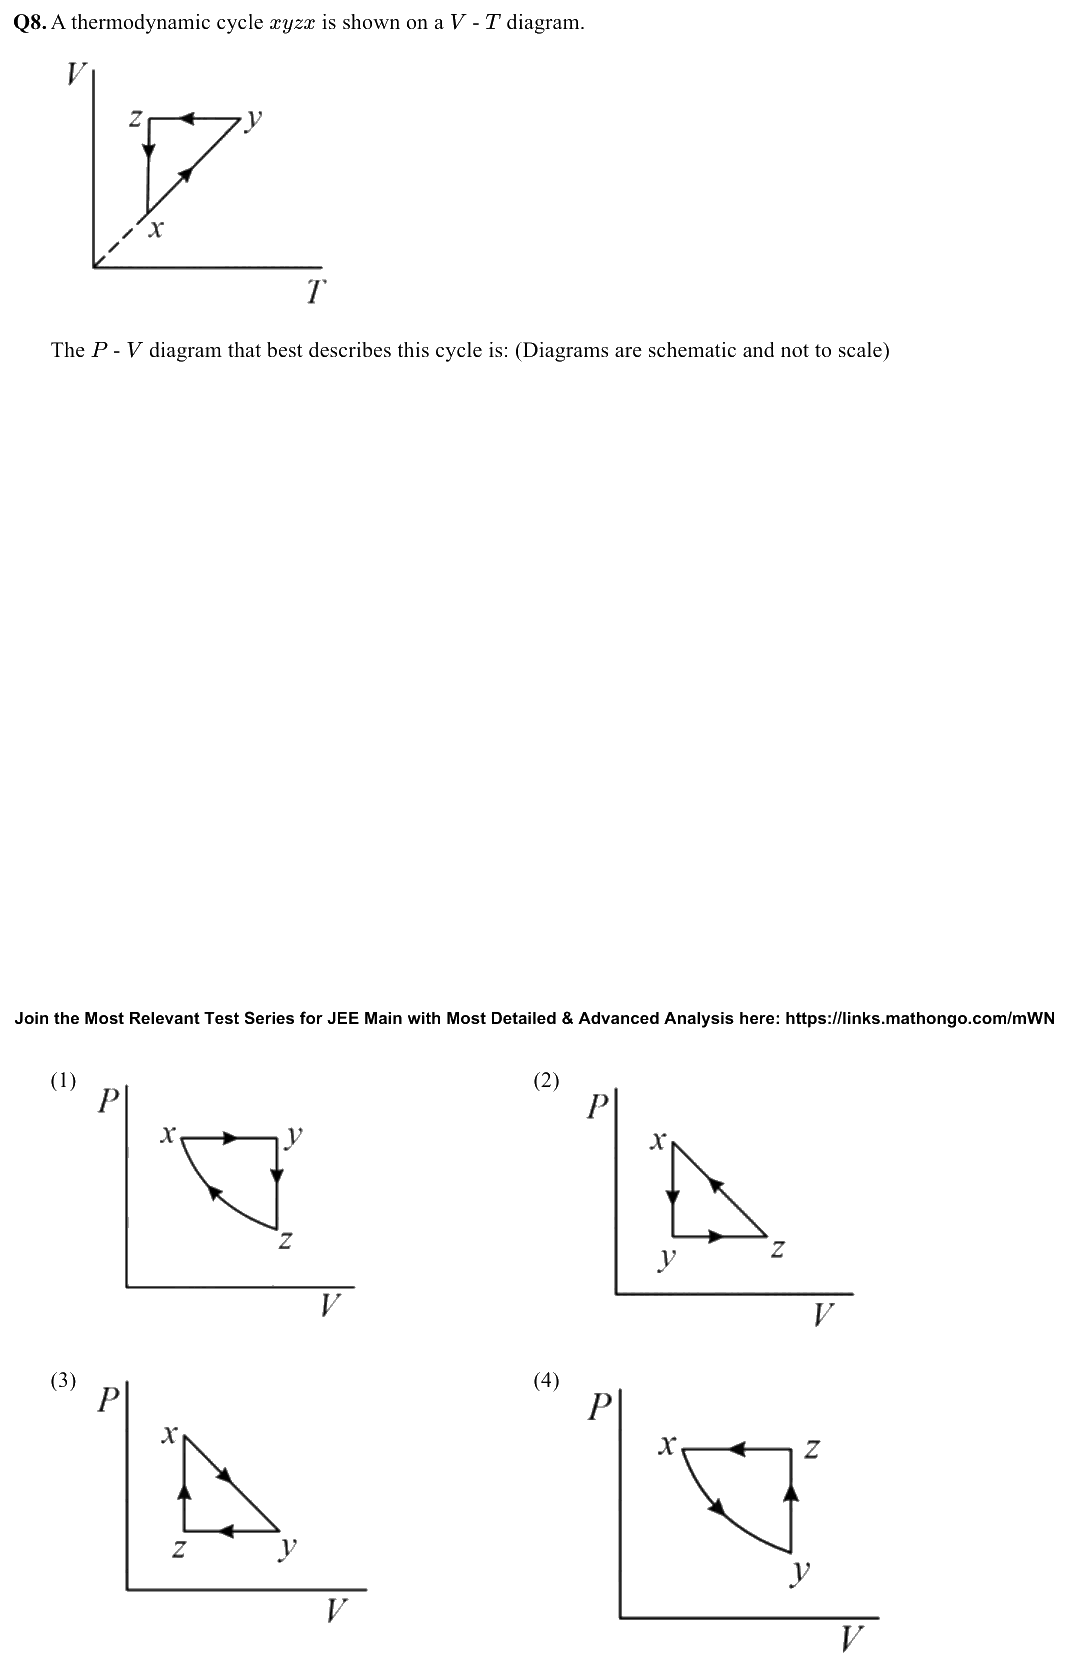 Q8. A thermodynamic cycle xyzx is shown on a V - T diagram.
V
z
y
x
T
The P - V diagram that best describes this cycle is: (Diagrams are schematic and not to scale)
Join the Most Relevant Test Series for JEE Main with Most Detailed & Advanced Analysis here: https://links.mathongo.com/mWN
(1)
P
x
y
z
V
(2)
P
x
y
z
V
(3)
P
x
z
y
V
(4)
P
x
z
y
V